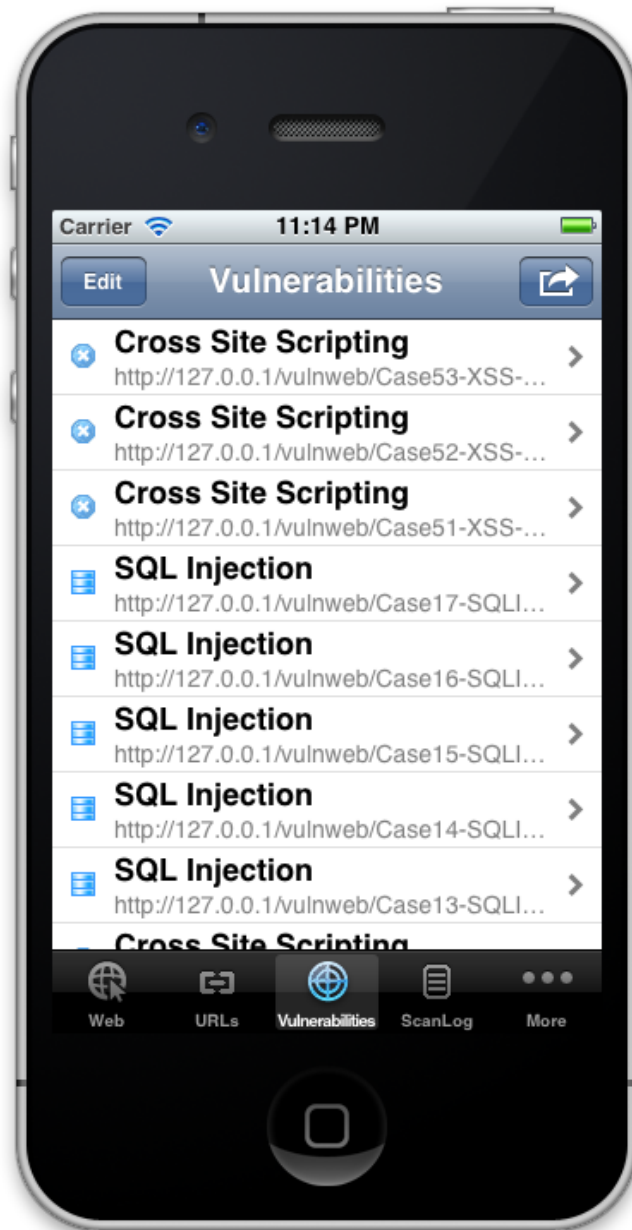 Carrier 11:14 PM
Edit Vulnerabilities
Cross Site Scripting
http://127.0.0.1/vulnweb/Case53-XSS-...
Cross Site Scripting
http://127.0.0.1/vulnweb/Case52-XSS-...
Cross Site Scripting
http://127.0.0.1/vulnweb/Case51-XSS-...
SQL Injection
http://127.0.0.1/vulnweb/Case17-SQLI...
SQL Injection
http://127.0.0.1/vulnweb/Case16-SQLI...
SQL Injection
http://127.0.0.1/vulnweb/Case15-SQLI...
SQL Injection
http://127.0.0.1/vulnweb/Case14-SQLI...
SQL Injection
http://127.0.0.1/vulnweb/Case13-SQLI...
Cross Site Scripting
Web URLs Vulnerabilities ScanLog More